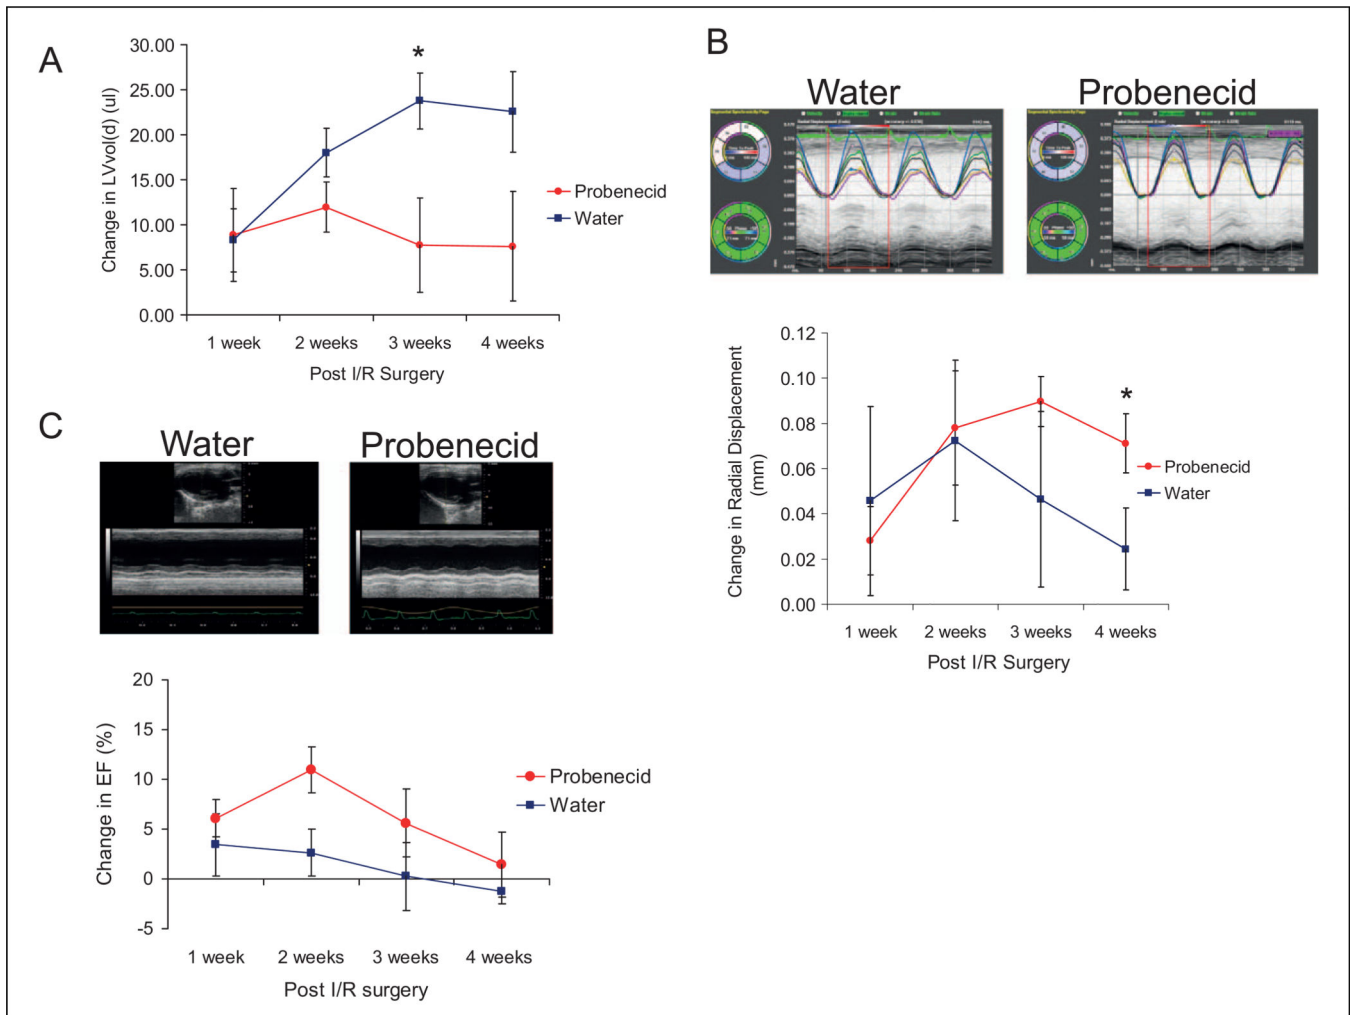 A
30.00
25.00
20.00
15.00
10.00
5.00
0.00
Change in LVvol(d) (ul)
*
Probenecid
Water
1 week 2 weeks 3 weeks 4 weeks
Post I/R Surgery
B
Water Probenecid
0.12
0.10
0.08
0.06
0.04
0.02
0.00
Change in Radial Displacement
(mm)
*
Probenecid
Water
1 week 2 weeks 3 weeks 4 weeks
Post I/R Surgery
C
Water Probenecid
20
15
10
5
0
-5
Change in EF (%)
Probenecid
Water
1 week 2 weeks 3 weeks 4 weeks
Post I/R surgery